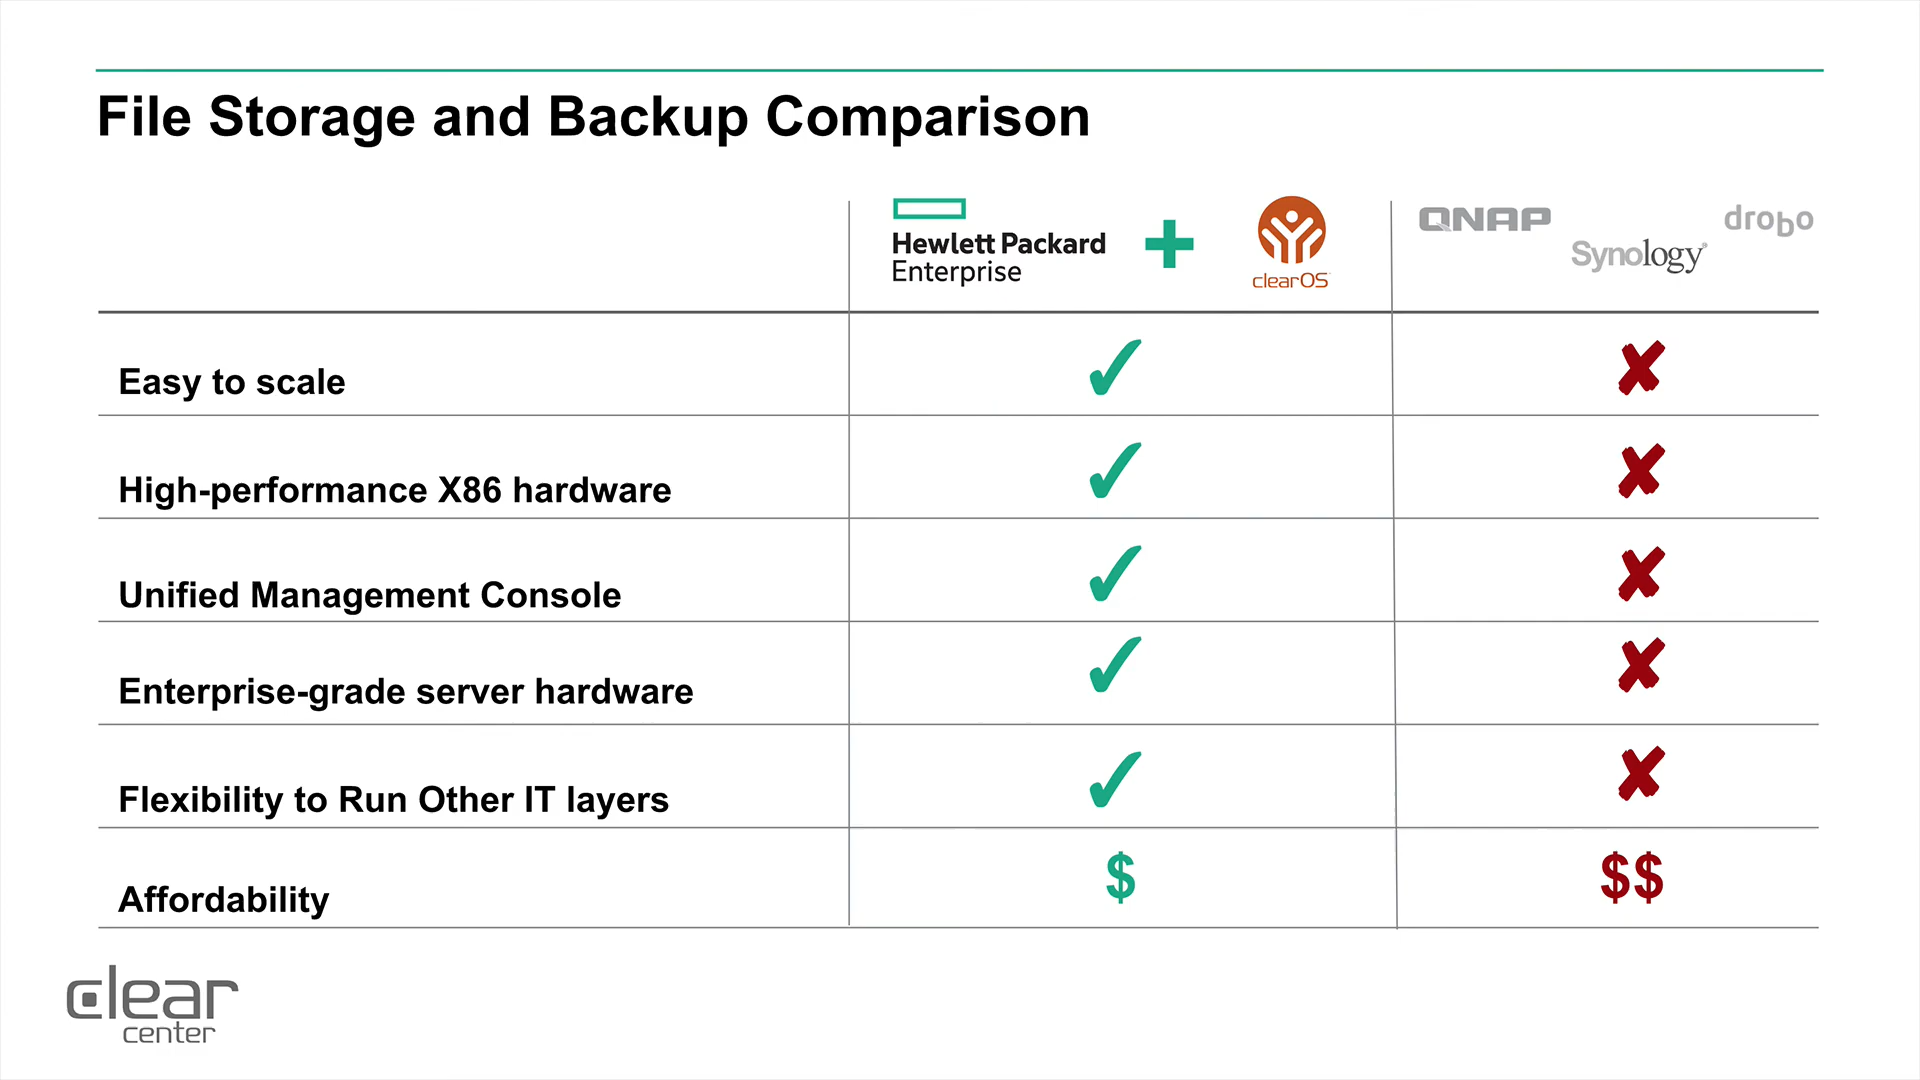 File Storage and Backup Comparison
Hewlett Packard
Enterprise
+
clearOS
QNAP
Synology®
drobo
Easy to scale ✔ ✘
High-performance X86 hardware ✔ ✘
Unified Management Console ✔ ✘
Enterprise-grade server hardware ✔ ✘
Flexibility to Run Other IT layers ✔ ✘
Affordability $ $$
clear
center